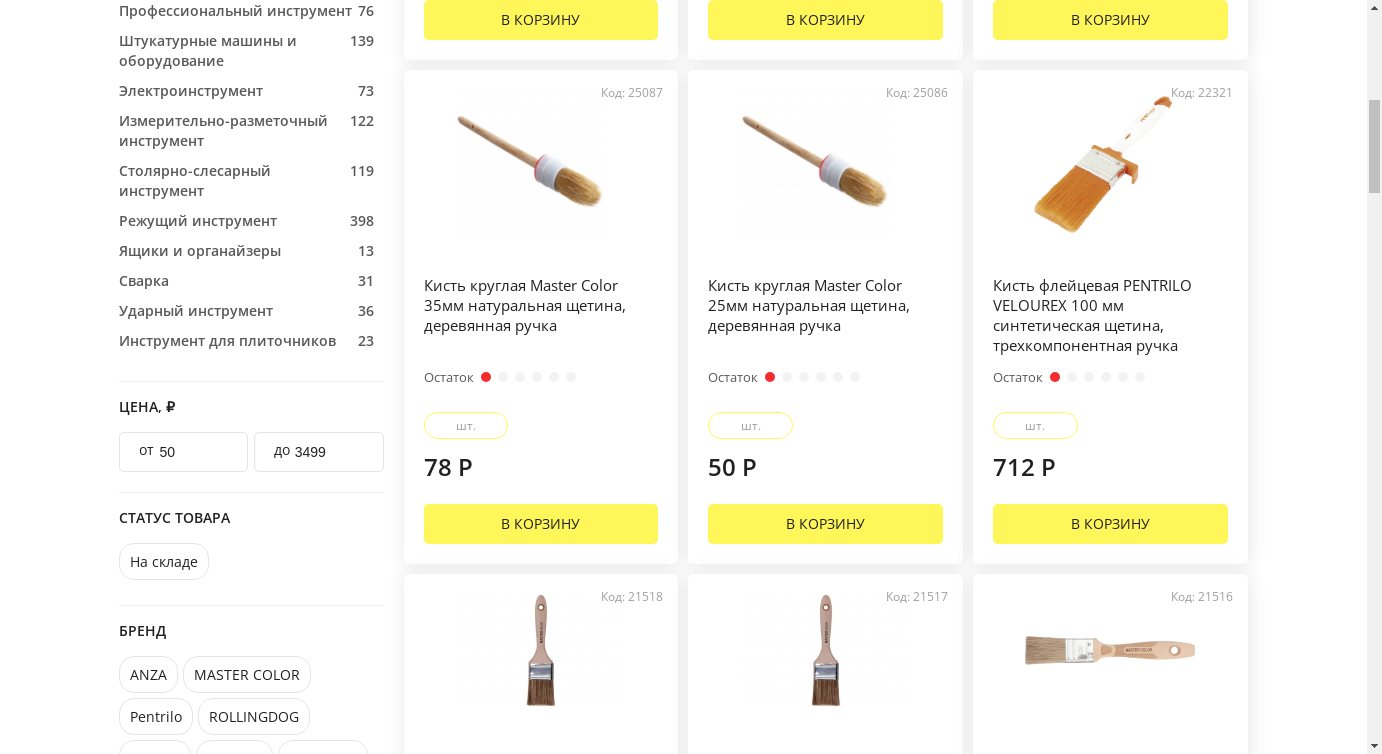 Профессиональный инструмент 76
Штукатурные машины и 139
оборудование
Электроинструмент 73
Измерительно-разметочный 122
инструмент
Столярно-слесарный 119
инструмент
Режущий инструмент 398
Ящики и органайзеры 13
Сварка 31
Ударный инструмент 36
Инструмент для плиточников 23
ЦЕНА, ₽
от 50 до 3499
СТАТУС ТОВАРА
На складе
БРЕНД
ANZA MASTER COLOR
Pentrilo ROLLINGDOG
В КОРЗИНУ В КОРЗИНУ В КОРЗИНУ
Код: 25087
Кисть круглая Master Color
35мм натуральная щетина,
деревянная ручка
Остаток
шт.
78 Р
В КОРЗИНУ
Код: 25086
Кисть круглая Master Color
25мм натуральная щетина,
деревянная ручка
Остаток
шт.
50 Р
В КОРЗИНУ
Код: 22321
Кисть флейцевая PENTRILO
VELOUREX 100 мм
синтетическая щетина,
трехкомпонентная ручка
Остаток
шт.
712 Р
В КОРЗИНУ
Код: 21518
Код: 21517
Код: 21516
MASTER COLOR